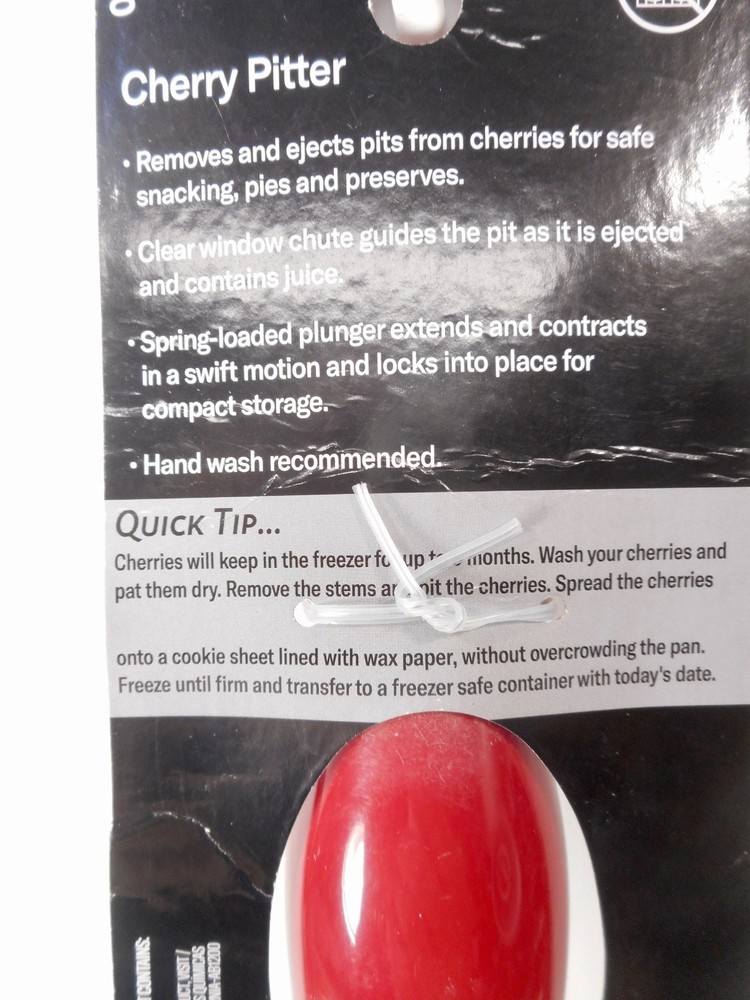 Cherry Pitter
• Removes and ejects pits from cherries for safe
snacking, pies and preserves.
• Clear window chute guides the pit as it is ejected
and contains juice.
• Spring-loaded plunger extends and contracts
in a swift motion and locks into place for
compact storage.
• Hand wash recommended.
QUICK TIP...
Cherries will keep in the freezer for up to months. Wash your cherries and
pat them dry. Remove the stems and pit the cherries. Spread the cherries
onto a cookie sheet lined with wax paper, without overcrowding the pan.
Freeze until firm and transfer to a freezer safe container with today's date.
CONTAINS: